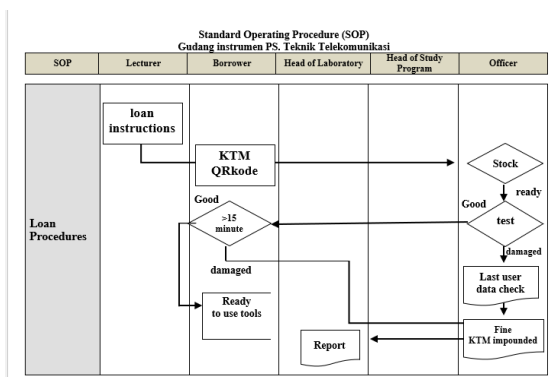 Standard Operating Procedure (SOP)
Gudang instrumen PS. Teknik Telekomunikasi
SOP
Lecturer
Borrower
Head of Laboratory
Head of Study
Program
Officer
loan
instructions
KTM
QRkode
Stock
ready
Good
>15
minute
Good
test
Loan
Procedures
damaged
damaged
Last user
data check
Ready
to use tools
Fine
KTM impounded
Report